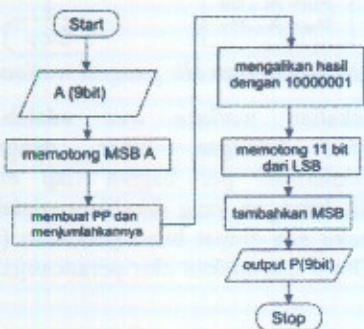 Start
A (9bit)
memotong MSB A
membuat PP dan
menjumlahkannya
mengalikan hasil
dengan 10000001
memotong 11 bit
dari LSB
tambahkan MSB
output P(9bit)
Stop